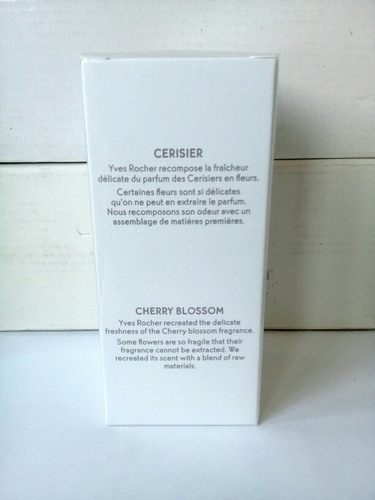 CERISIER
Yves Rocher recompose la fraîcheur
délicate du parfum des Cerisiers en fleurs.
Certaines fleurs sont si délicates
qu'on ne peut en extraire le parfum.
Nous recomposons son odeur avec un
assemblage de matières premières.
CHERRY BLOSSOM
Yves Rocher recreated the delicate
freshness of the Cherry blossom fragrance.
Some flowers are so fragile that their
fragrance cannot be extracted. We
recreated its scent with a blend of raw
materials.